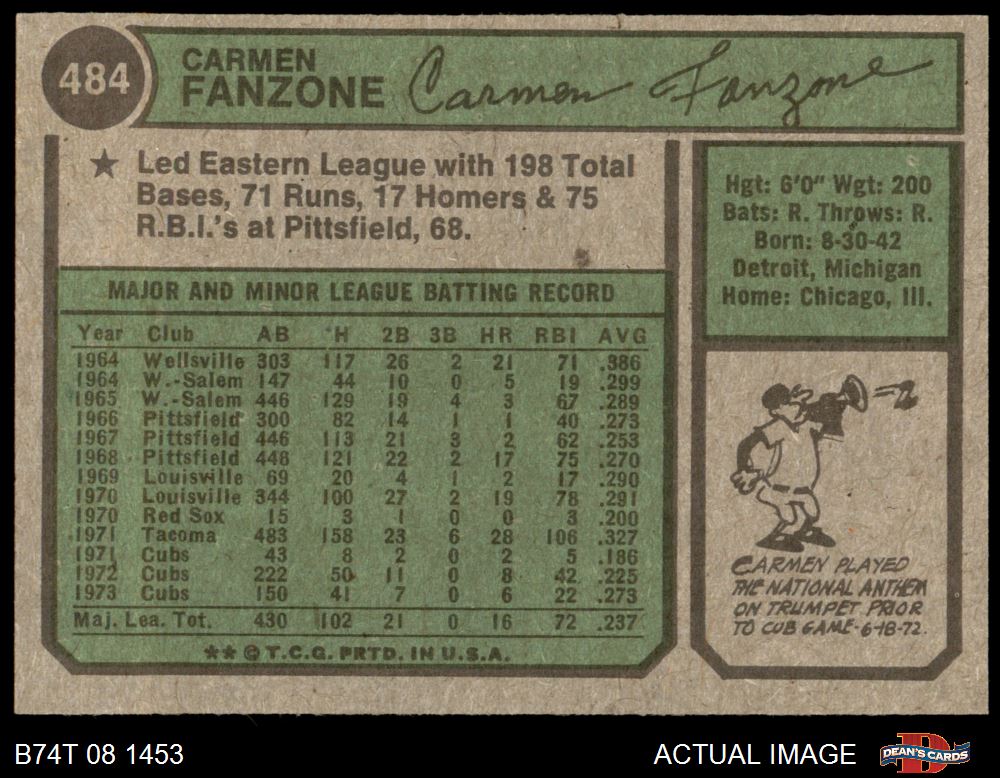 484
CARMEN
FANZONE
Carmen Fanzone
★ Led Eastern League with 198 Total
Bases, 71 Runs, 17 Homers & 75
R.B.I.'s at Pittsfield, 68.
Hgt: 6'0" Wgt: 200
Bats: R. Throws: R.
Born: 8-30-42
Detroit, Michigan
Home: Chicago, Ill.
MAJOR AND MINOR LEAGUE BATTING RECORD
Year Club AB H 2B 3B HR RBI AVG
1964 Wellsville 303 117 26 2 21 71 .386
1964 W.-Salem 147 44 10 0 5 19 .299
1965 W.-Salem 446 129 19 4 3 67 .289
1966 Pittsfield 300 82 14 1 1 40 .273
1967 Pittsfield 446 113 21 3 2 62 .253
1968 Pittsfield 448 121 22 2 17 75 .270
1969 Louisville 69 20 4 1 2 17 .290
1970 Louisville 344 100 27 2 19 78 .291
1970 Red Sox 15 3 1 0 0 3 .200
1971 Tacoma 483 158 23 6 28 106 .327
1971 Cubs 43 8 2 0 2 5 .186
1972 Cubs 222 50 11 0 8 42 .225
1973 Cubs 150 41 7 0 6 22 .273
Maj. Lea. Tot. 430 102 21 0 16 72 .237
** © T.C.G. PRTD. IN U.S.A.
CARMEN PLAYED
THE NATIONAL ANTHEM
ON TRUMPET PRIOR
TO CUB GAME-6-18-72.
B74T 08 1453
ACTUAL IMAGE
DEAN'S CARDS